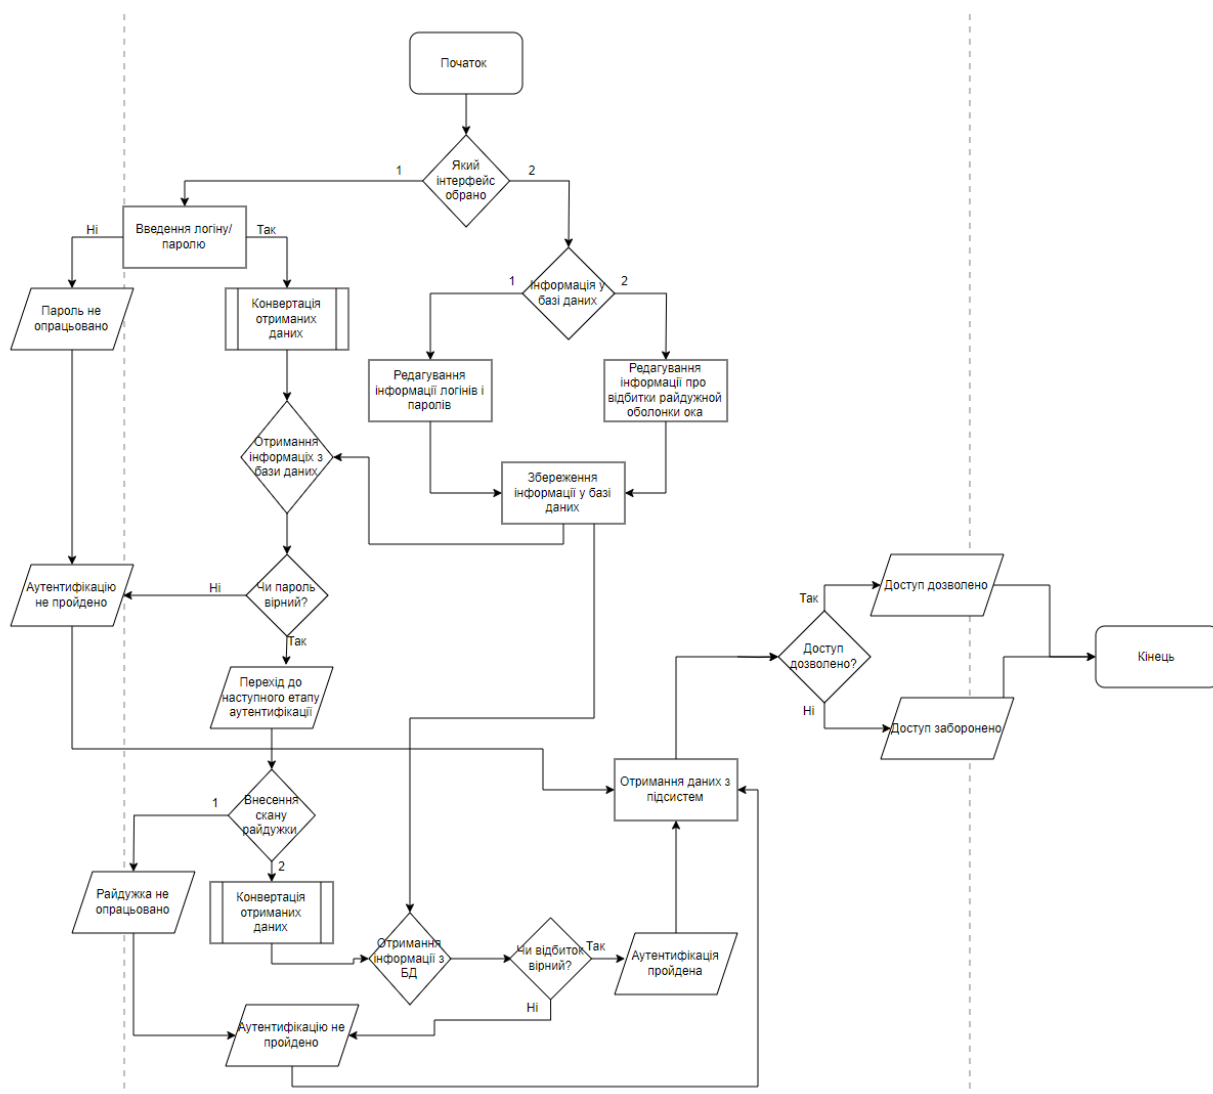 Початок
Який
інтерфейс
обрано
1
2
Введення логіну/
паролю
Ні
Так
Інформація у
базі даних
1
2
Пароль не
опрацьовано
Конвертація
отриманих
даних
Редагування
інформації логінів і
паролів
Редагування
інформації про
відбитки райдужної
оболонки ока
Отримання
інформаціх з
бази даних
Збереження
інформації у базі
даних
Аутентифікацію
не пройдено
Ні
Чи пароль
вірний?
Так
Доступ дозволено
Так
Доступ
дозволено?
Ні
Кінець
Перехід до
наступного етапу
аутентифікації
Доступ заборонено
Отримання даних з
підсистем
Внесення
скану
райдужки
1
2
Райдужка не
опрацьовано
Конвертація
отриманих
даних
Отримання
інформації з
БД
Чи відбиток
вірний?
Так
Ні
Аутентифікація
пройдена
Аутентифікацію не
пройдено